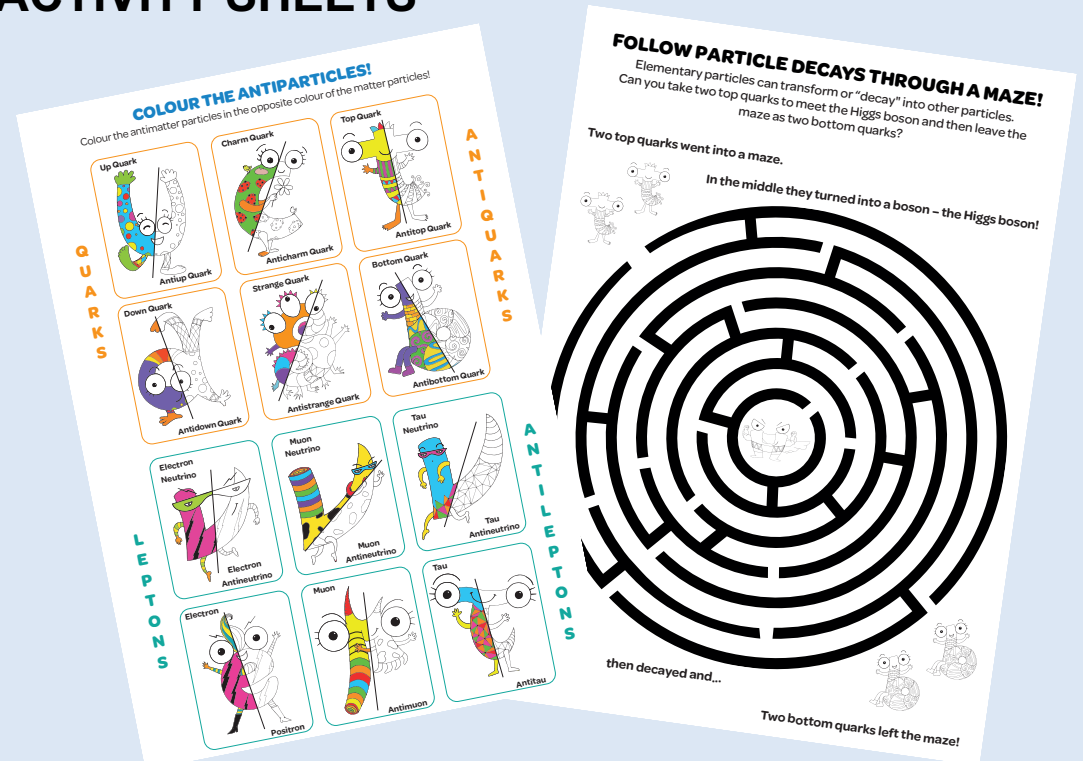 ACTIVITY SHEETS
COLOUR THE ANTIPARTICLES!
Colour the antimatter particles in the opposite colour of the matter particles!
QUARKS
ANTIQUARKS
Up Quark
Antiup Quark
Charm Quark
Anticharm Quark
Top Quark
Antitop Quark
Down Quark
Antidown Quark
Strange Quark
Antistrange Quark
Bottom Quark
Antibottom Quark
LEPTONS
ANTILEPTONS
Electron
Neutrino
Electron
Antineutrino
Muon
Neutrino
Muon
Antineutrino
Tau
Neutrino
Tau
Antineutrino
Electron
Positron
Muon
Antimuon
Tau
Antitau
FOLLOW PARTICLE DECAYS THROUGH A MAZE!
Elementary particles can transform or “decay” into other particles.
Can you take two top quarks to meet the Higgs boson and then leave the
maze as two bottom quarks?
Two top quarks went into a maze.
In the middle they turned into a boson – the Higgs boson!
then decayed and...
Two bottom quarks left the maze!